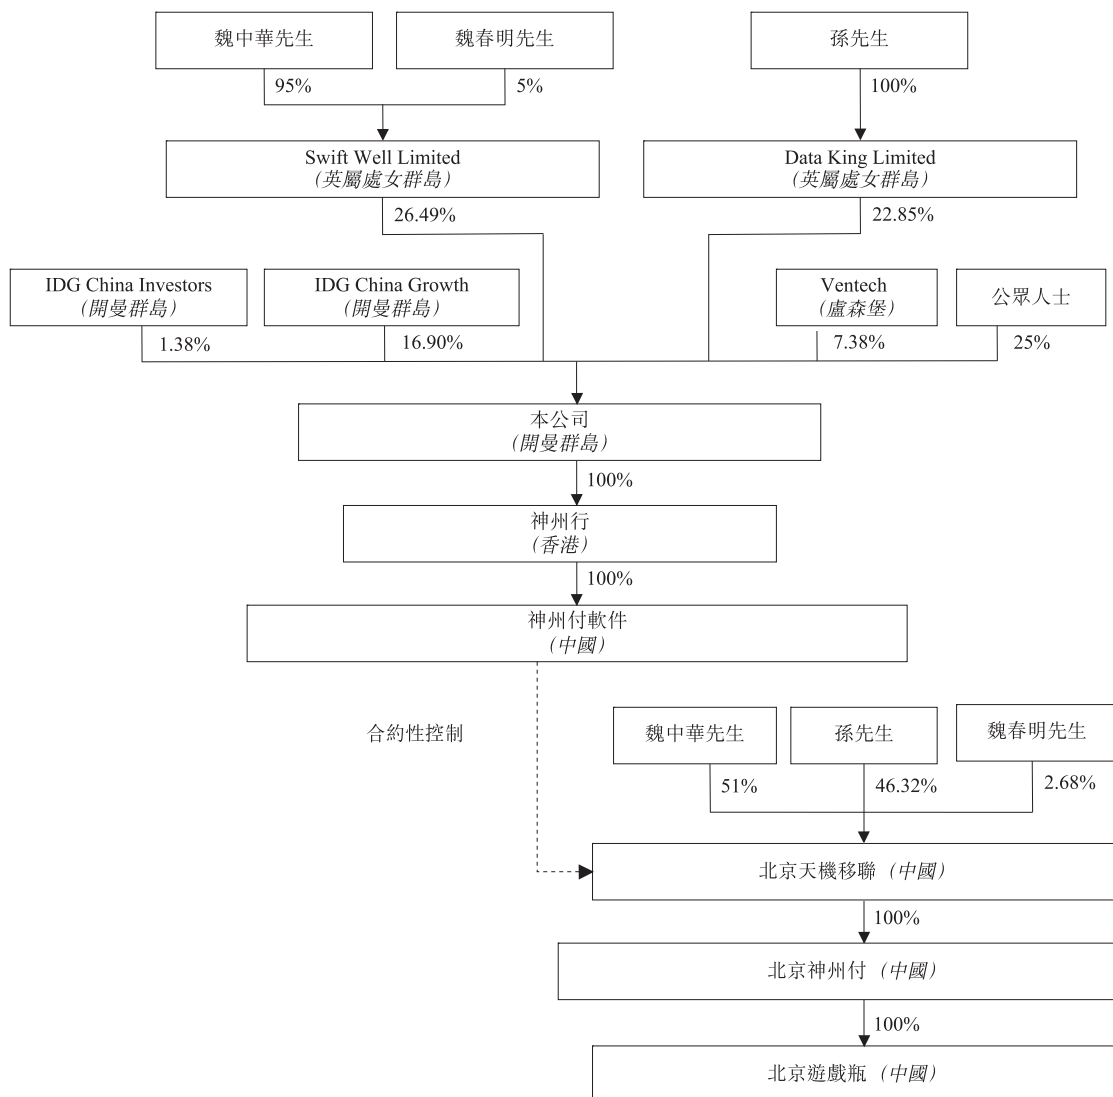 魏中華先生
魏春明先生
孫先生
95%
5%
100%
Swift Well Limited
（英屬處女群島）
Data King Limited
（英屬處女群島）
26.49%
22.85%
IDG China Investors
（開曼群島）
IDG China Growth
（開曼群島）
Ventech
（盧森堡）
公眾人士
1.38%
16.90%
7.38%
25%
本公司
（開曼群島）
100%
神州行
（香港）
100%
神州付軟件
（中國）
合約性控制
魏中華先生
孫先生
魏春明先生
51%
46.32%
2.68%
北京天機移聯（中國）
100%
北京神州付（中國）
100%
北京遊戲瓶（中國）